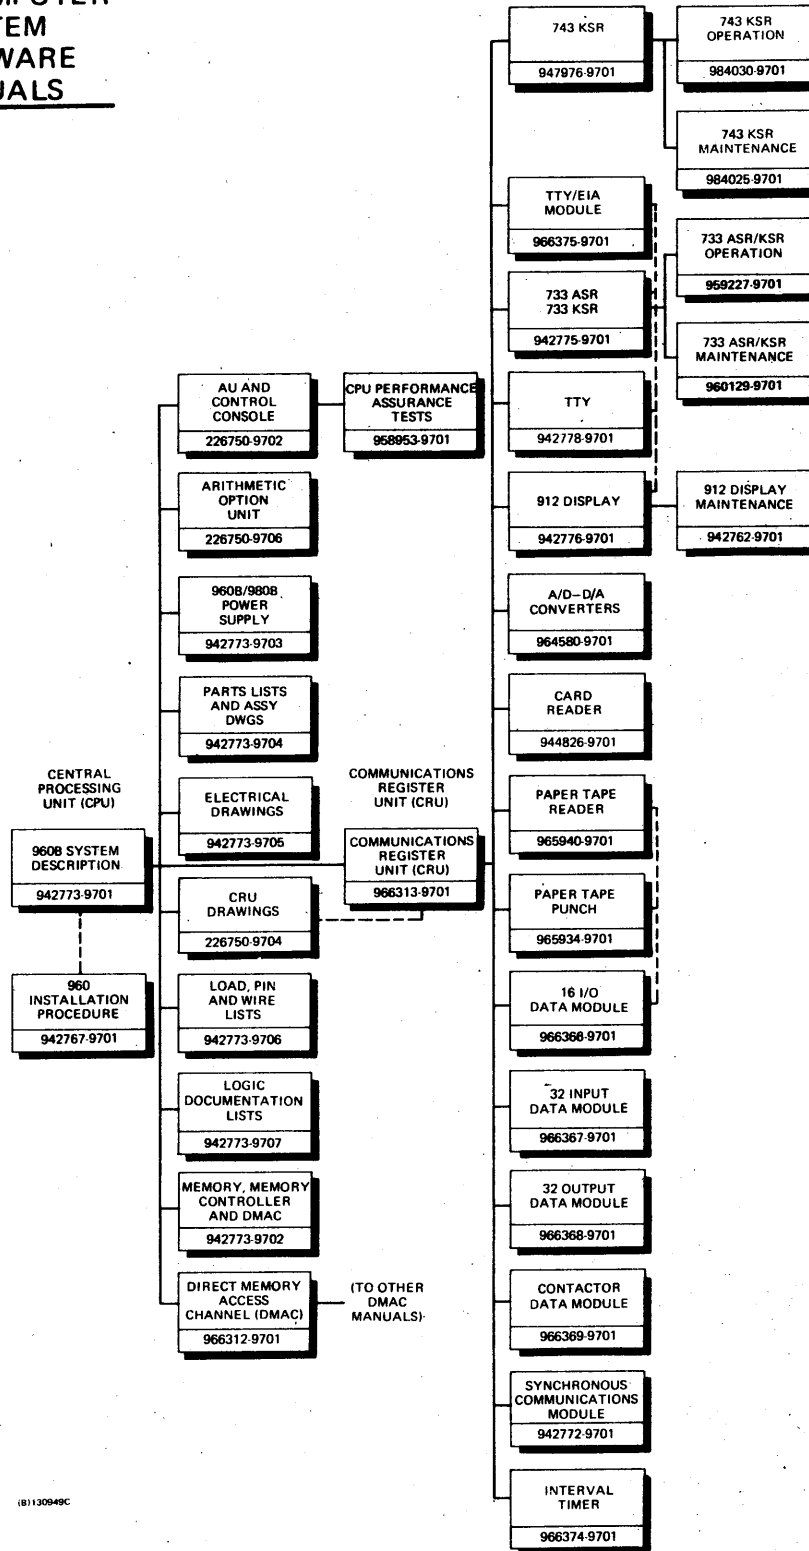 743 KSR
947976-9701
743 KSR
OPERATION
984030-9701
743 KSR
MAINTENANCE
984025-9701
TTY/EIA
MODULE
966375-9701
733 ASR/KSR
OPERATION
959227-9701
733 ASR
733 KSR
942775-9701
733 ASR/KSR
MAINTENANCE
960129-9701
AU AND
CONTROL
CONSOLE
226750-9702
CPU PERFORMANCE
ASSURANCE
TESTS
958953-9701
TTY
942778-9701
ARITHMETIC
OPTION
UNIT
226750-9706
912 DISPLAY
942776-9701
912 DISPLAY
MAINTENANCE
942762-9701
960B/980B
POWER
SUPPLY
942773-9703
A/D-D/A
CONVERTERS
964580-9701
PARTS LISTS
AND ASSY
DWGS
942773-9704
CARD
READER
944826-9701
CENTRAL
PROCESSING
UNIT (CPU)
960B SYSTEM
DESCRIPTION
942773-9701
ELECTRICAL
DRAWINGS
942773-9705
COMMUNICATIONS
REGISTER
UNIT (CRU)
COMMUNICATIONS
REGISTER
UNIT (CRU)
966313-9701
PAPER TAPE
READER
965940-9701
CRU
DRAWINGS
226750-9704
PAPER TAPE
PUNCH
965934-9701
960
INSTALLATION
PROCEDURE
942767-9701
LOAD, PIN
AND WIRE
LISTS
942773-9706
16 I/O
DATA MODULE
966366-9701
LOGIC
DOCUMENTATION
LISTS
942773-9707
32 INPUT
DATA MODULE
966367-9701
MEMORY, MEMORY
CONTROLLER
AND DMAC
942773-9702
32 OUTPUT
DATA MODULE
966368-9701
DIRECT MEMORY
ACCESS
CHANNEL (DMAC)
966312-9701
(TO OTHER
DMAC
MANUALS)
CONTACTOR
DATA MODULE
966369-9701
SYNCHRONOUS
COMMUNICATIONS
MODULE
942772-9701
INTERVAL
TIMER
966374-9701
(B)130949C